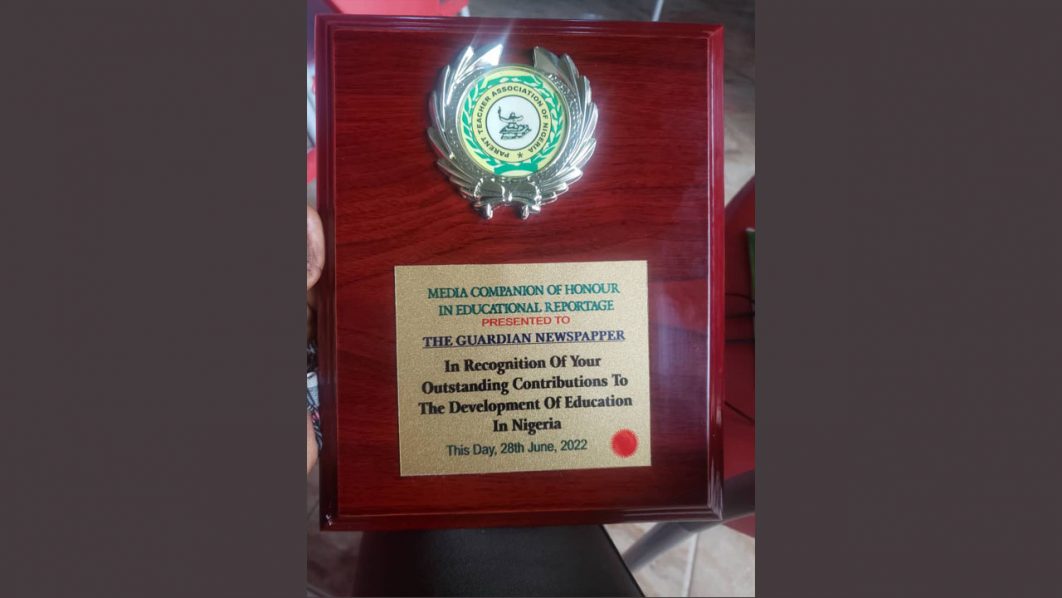 PARENT TEACHER ASSOCIATION OF NIGERIA
MEDIA COMPANION OF HONOUR
IN EDUCATIONAL REPORTAGE
PRESENTED TO
THE GUARDIAN NEWSPAPPER
In Recognition Of Your
Outstanding Contributions To
The Development Of Education
In Nigeria
This Day, 28th June, 2022